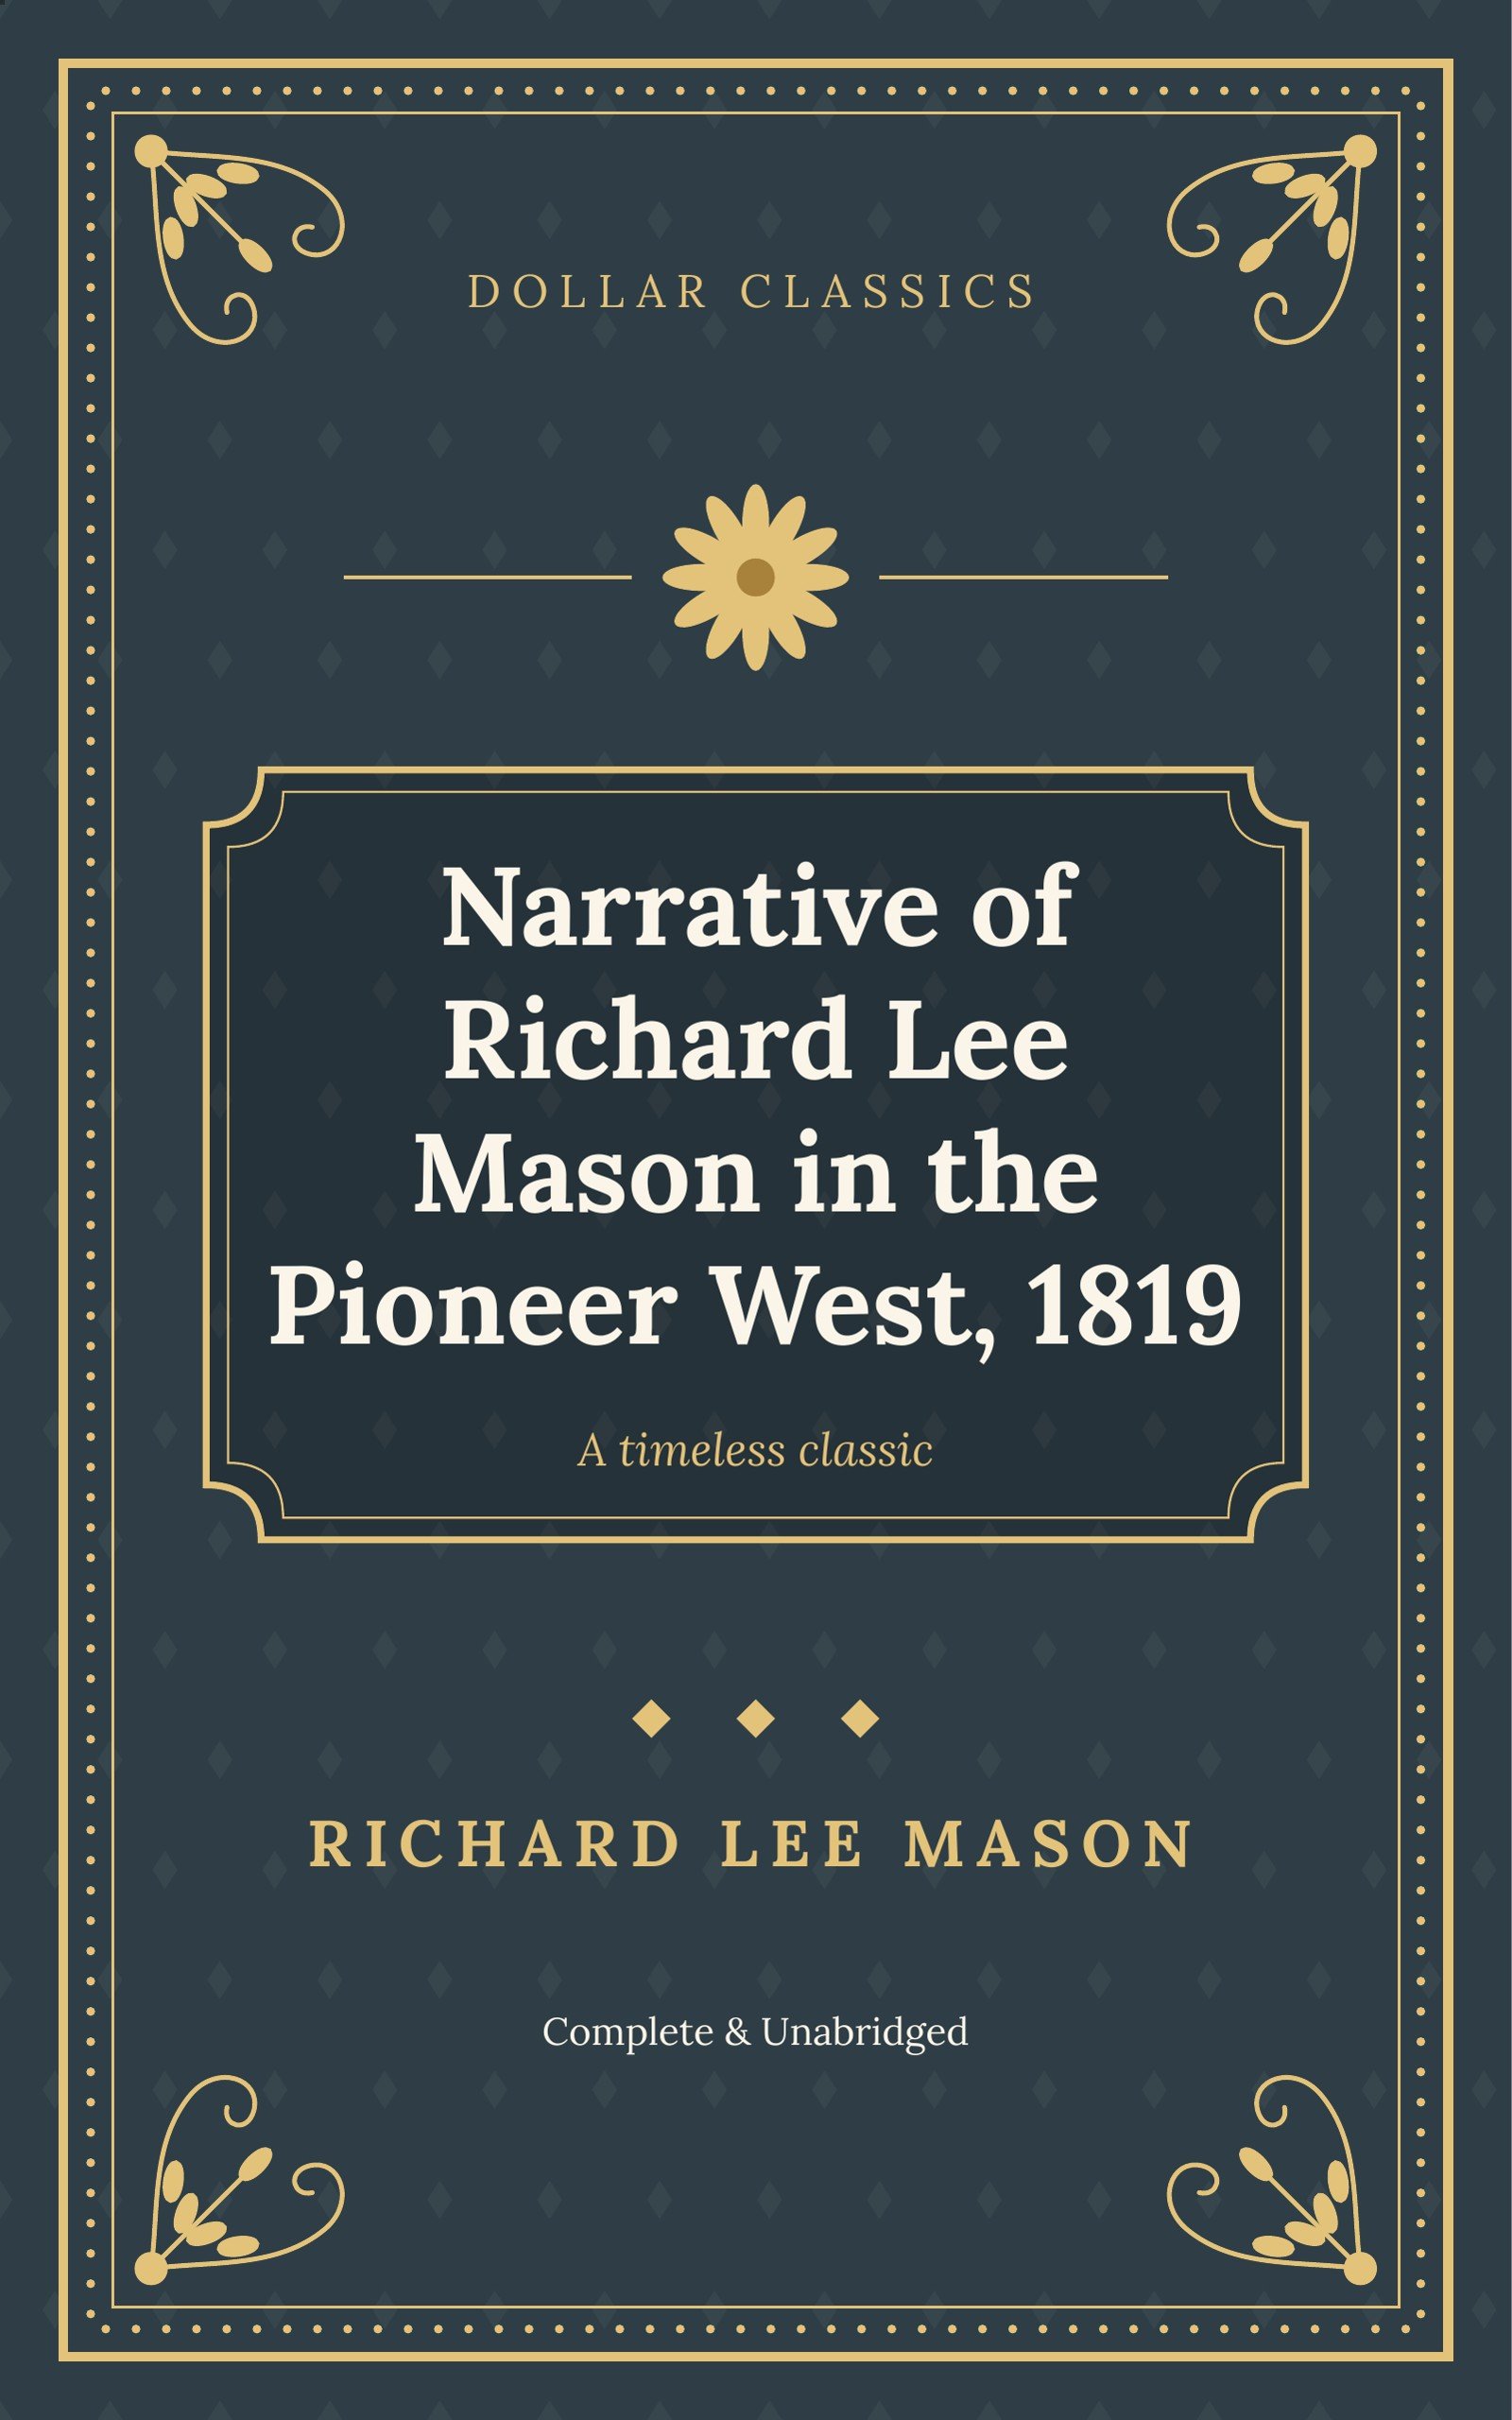 DOLLAR CLASSICS
Narrative of
Richard Lee
Mason in the
Pioneer West, 1819
A timeless classic
RICHARD LEE MASON
Complete & Unabridged